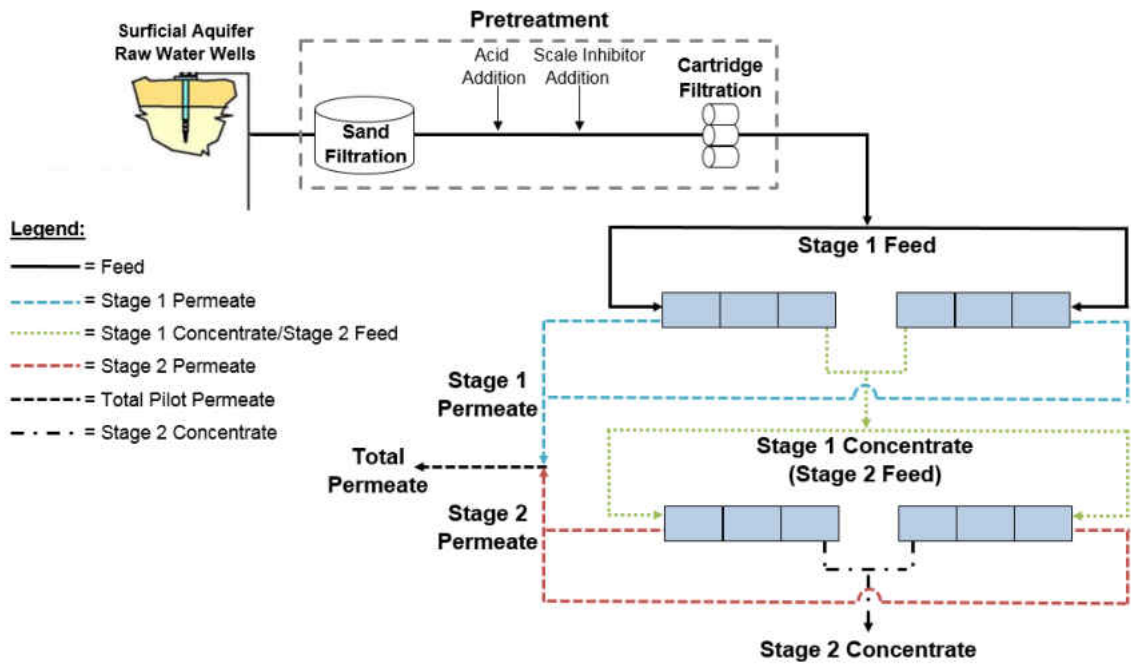 Pretreatment
Surficial Aquifer
Raw Water Wells
Acid
Addition
Scale Inhibitor
Addition
Cartridge
Filtration
Sand
Filtration
Legend:
= Feed
= Stage 1 Permeate
= Stage 1 Concentrate/Stage 2 Feed
= Stage 2 Permeate
= Total Pilot Permeate
= Stage 2 Concentrate
Stage 1 Feed
Stage 1
Permeate
Stage 1 Concentrate
(Stage 2 Feed)
Total
Permeate
Stage 2
Permeate
Stage 2 Concentrate